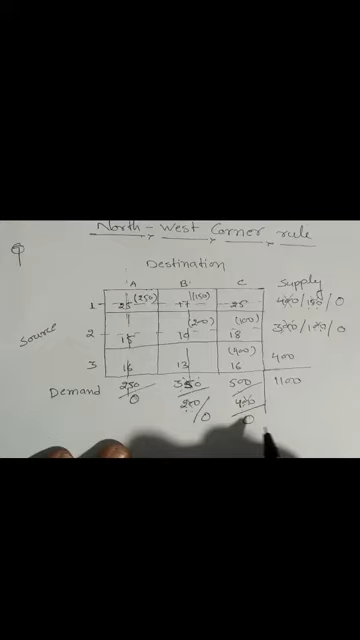 North-West Corner rule
Destination
A B C Supply
(250) (150)
1 25 17 25 400/150/0
(200) (100)
Source 2 15 10 18 300/100/0
(400)
3 16 13 16 400
Demand 250 350 500 1100
0 200/0 400
0